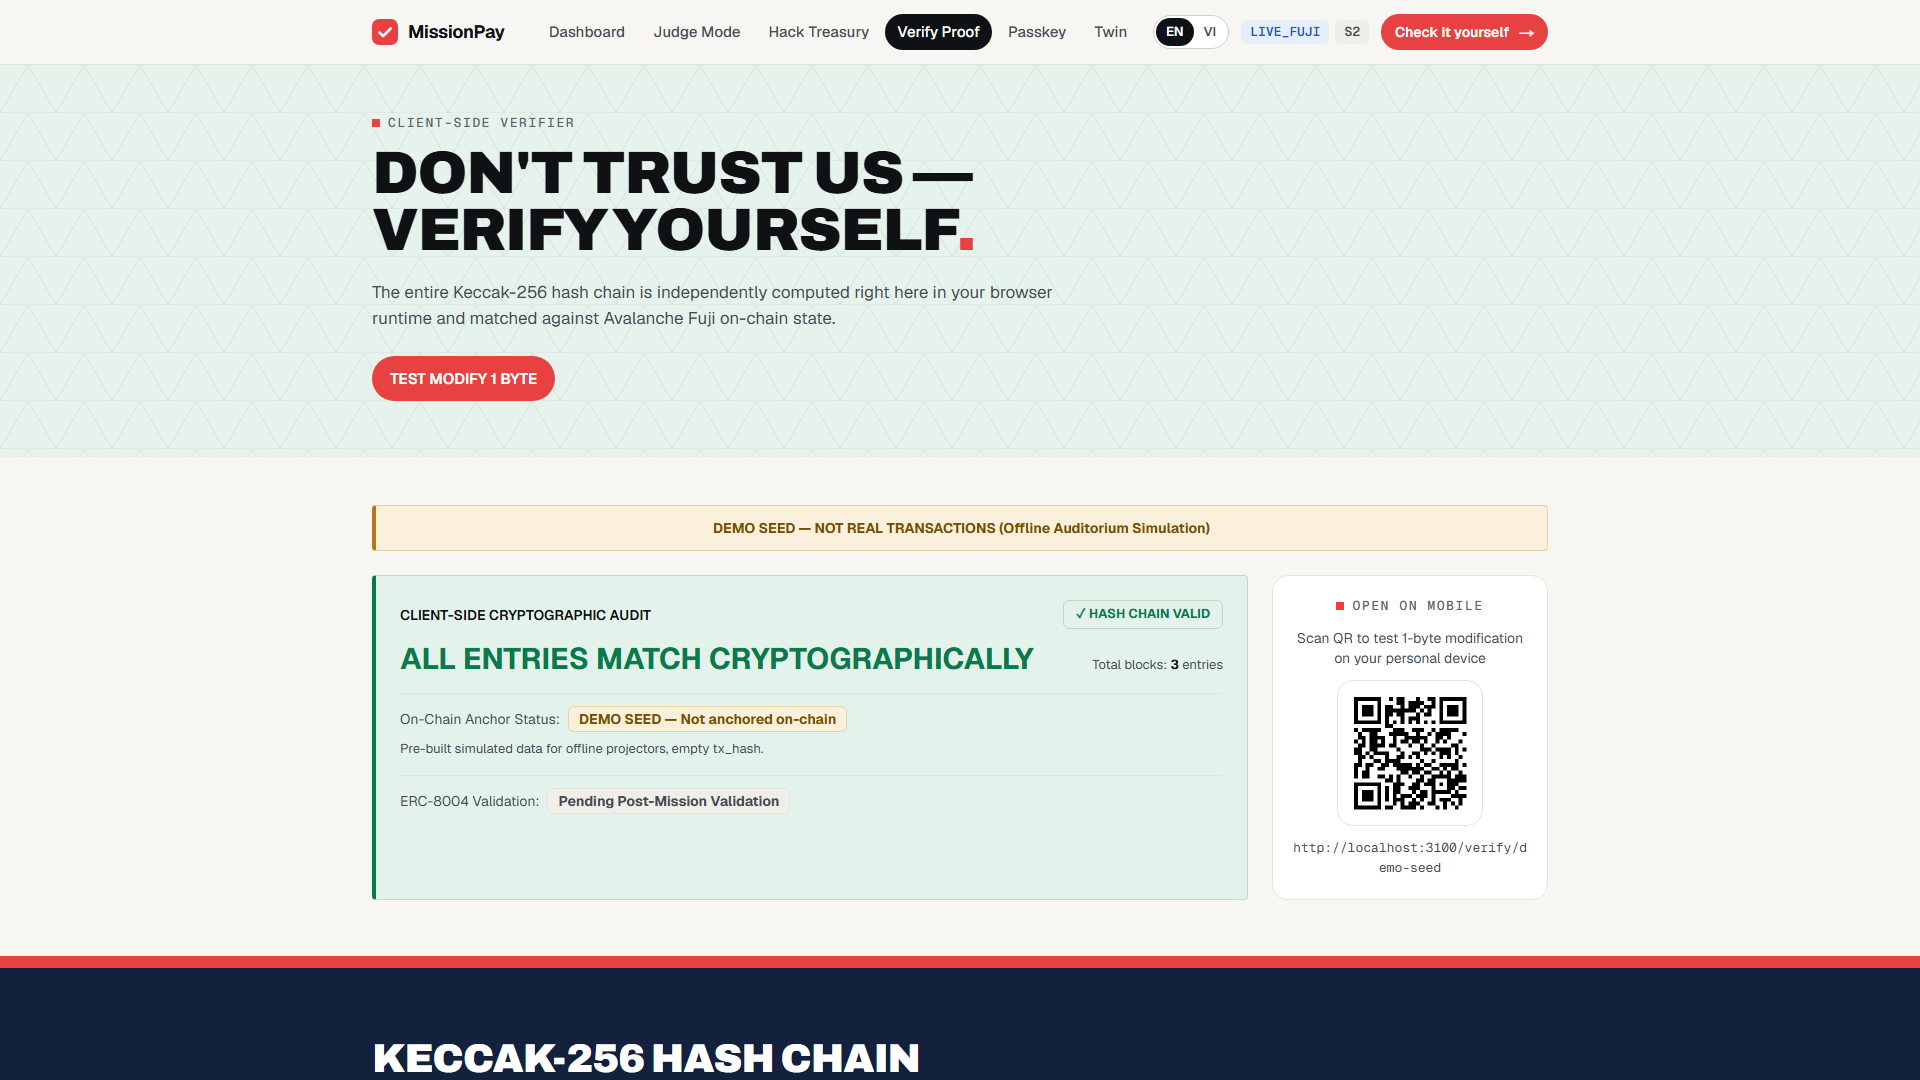 MissionPay
Dashboard
Judge Mode
Hack Treasury
Verify Proof
Passkey
Twin
EN
VI
LIVE_FUJI
S2
Check it yourself →
CLIENT-SIDE VERIFIER
DON'T TRUST US —
VERIFY YOURSELF.
The entire Keccak-256 hash chain is independently computed right here in your browser
runtime and matched against Avalanche Fuji on-chain state.
TEST MODIFY 1 BYTE
DEMO SEED — NOT REAL TRANSACTIONS (Offline Auditorium Simulation)
CLIENT-SIDE CRYPTOGRAPHIC AUDIT
✓ HASH CHAIN VALID
ALL ENTRIES MATCH CRYPTOGRAPHICALLY
Total blocks: 3 entries
On-Chain Anchor Status: DEMO SEED — Not anchored on-chain
Pre-built simulated data for offline projectors, empty tx_hash.
ERC-8004 Validation: Pending Post-Mission Validation
OPEN ON MOBILE
Scan QR to test 1-byte modification
on your personal device
http://localhost:3100/verify/d
emo-seed
KECCAK-256 HASH CHAIN